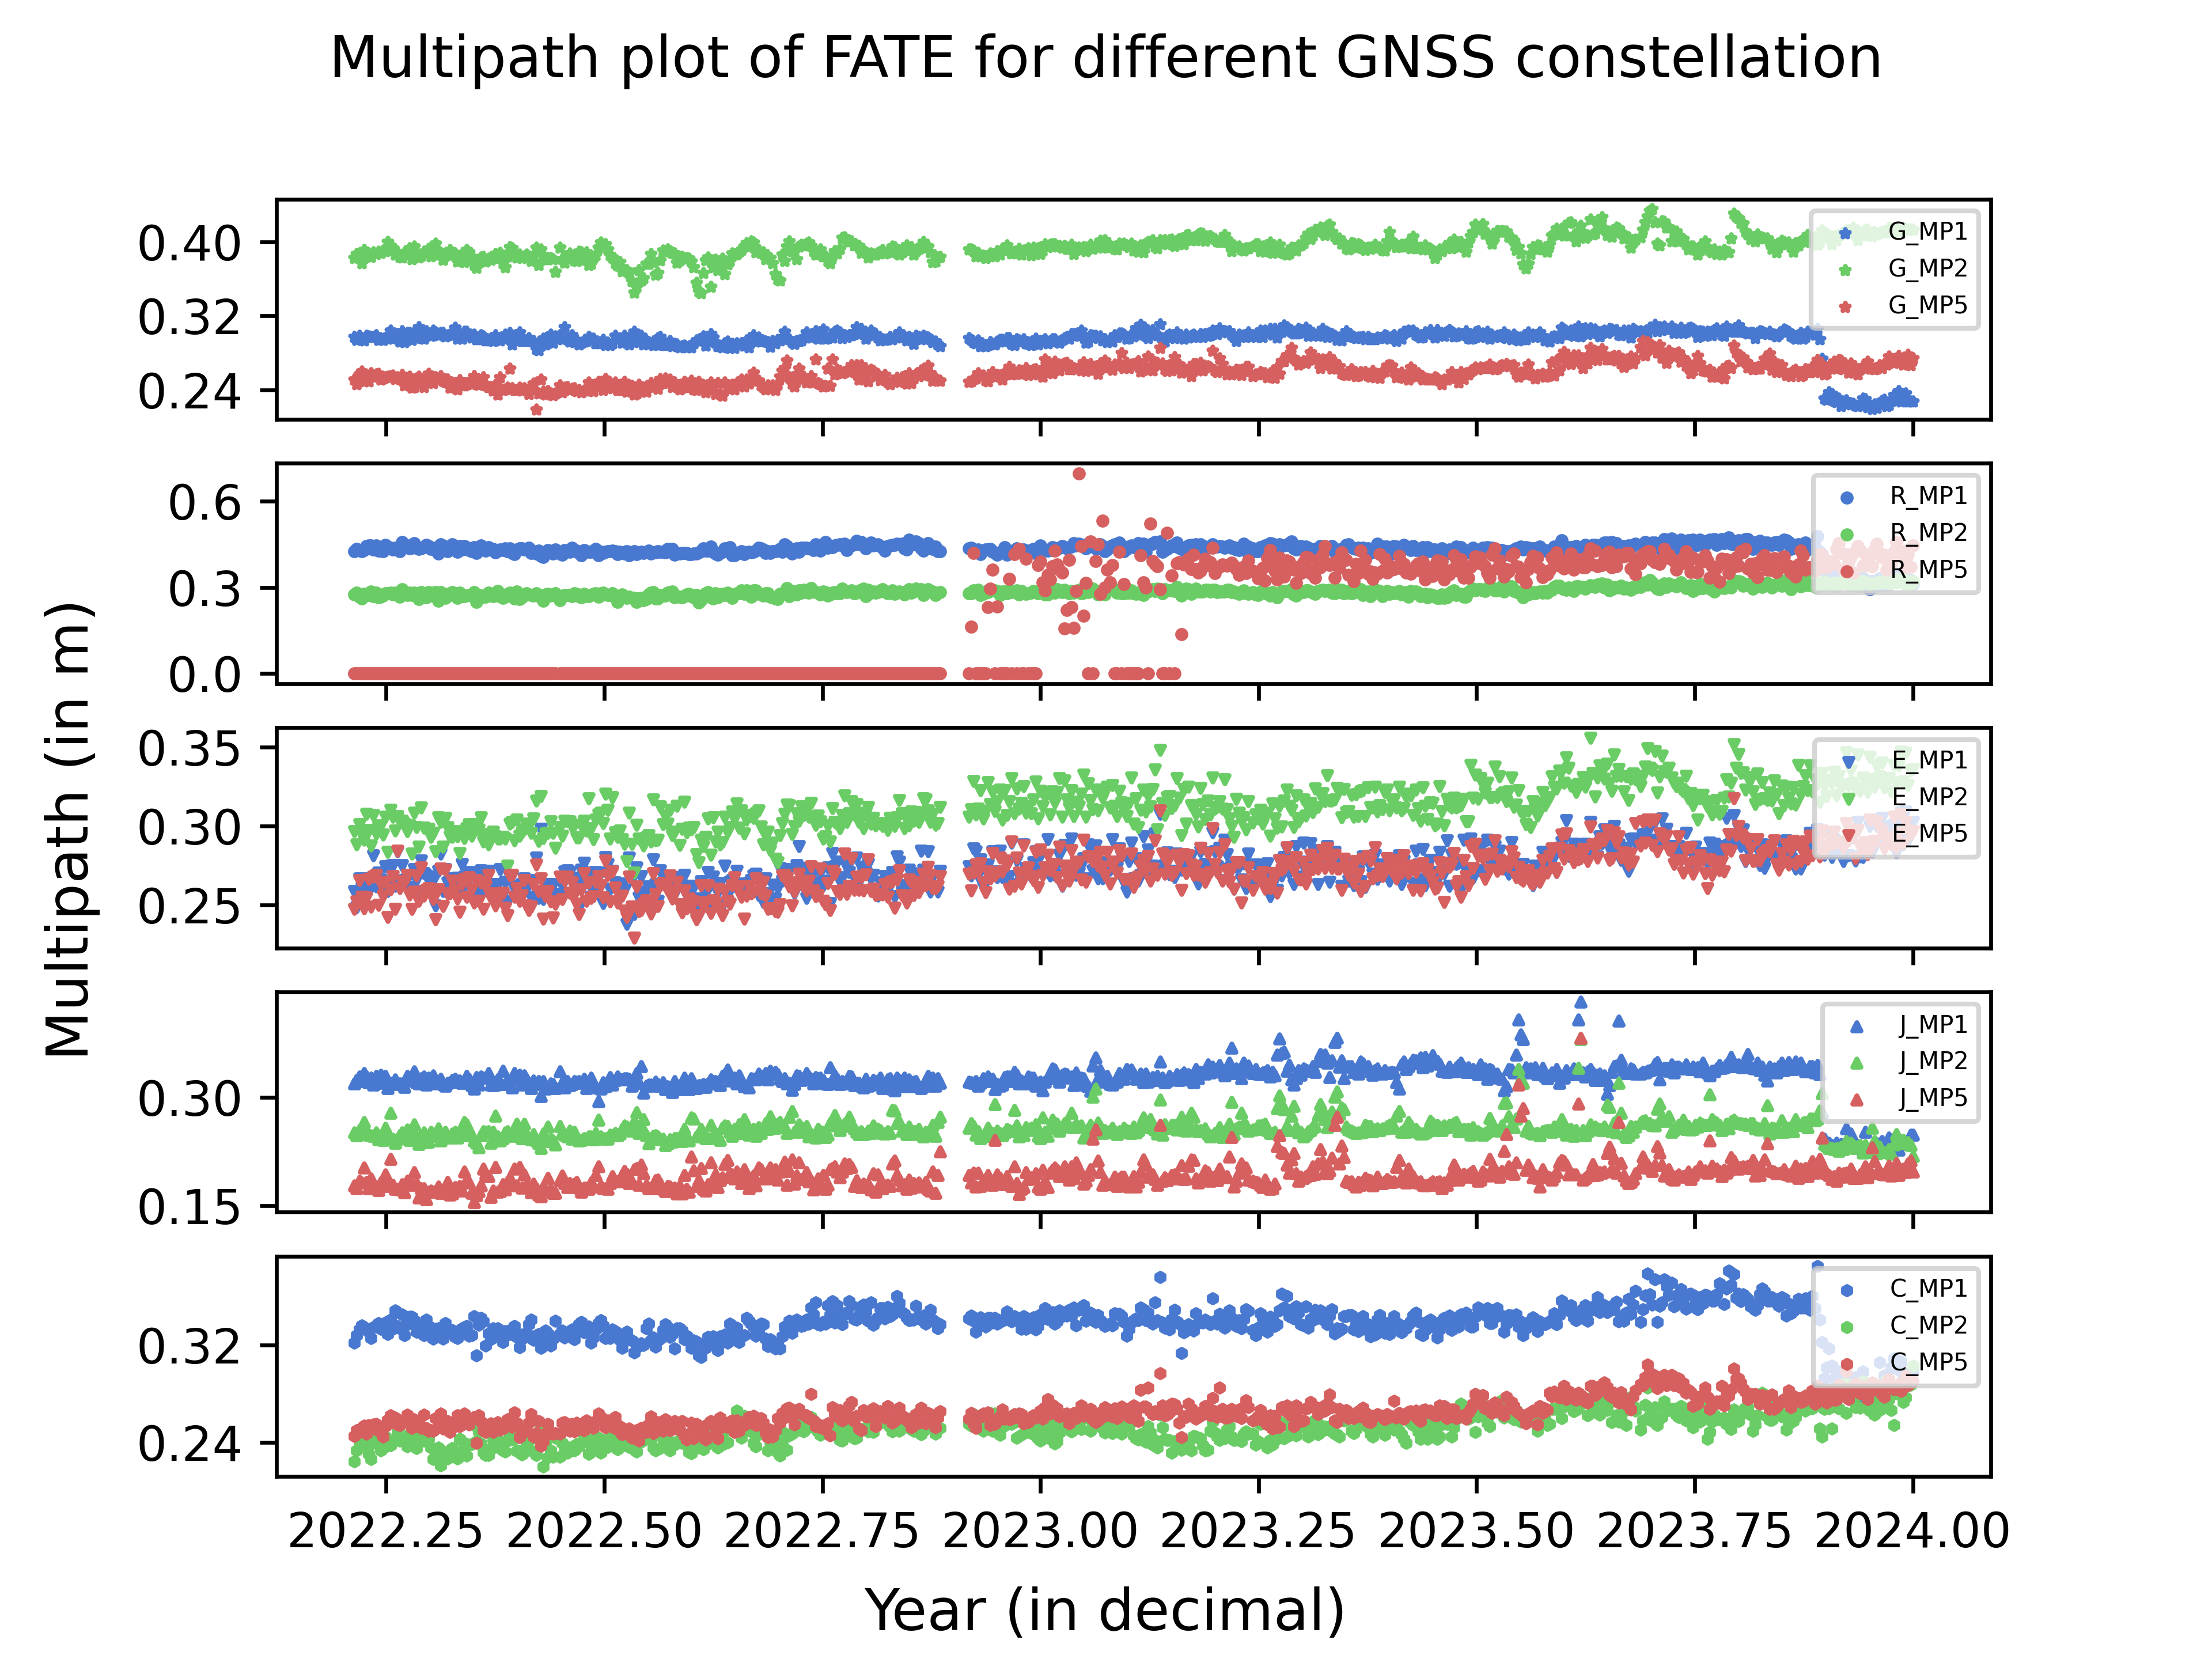 Multipath plot of FATE for different GNSS constellation
Multipath (in m)
0.40
0.32
0.24
G_MP1
G_MP2
G_MP5
0.6
0.3
0.0
R_MP1
R_MP2
R_MP5
0.35
0.30
0.25
E_MP1
E_MP2
E_MP5
0.30
0.15
J_MP1
J_MP2
J_MP5
0.32
0.24
C_MP1
C_MP2
C_MP5
2022.25 2022.50 2022.75 2023.00 2023.25 2023.50 2023.75 2024.00
Year (in decimal)